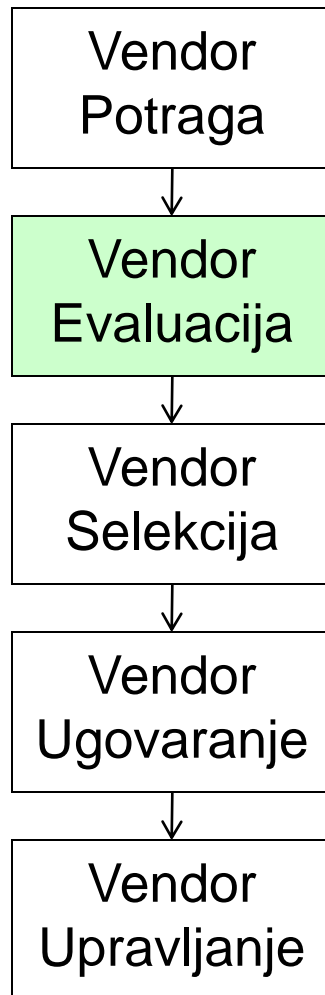 Vendor
Potraga
Vendor
Evaluacija
Vendor
Selekcija
Vendor
Ugovaranje
Vendor
Upravljanje